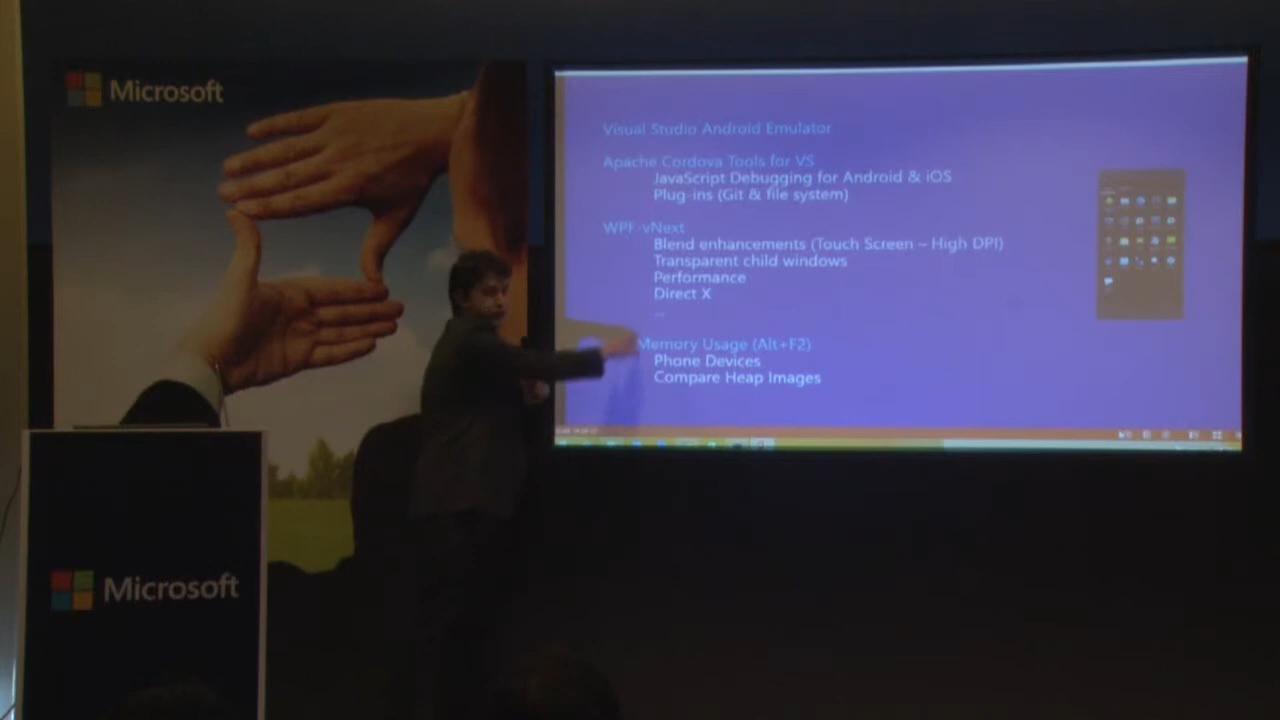 Microsoft
Visual Studio Android Emulator
Apache Cordova Tools for VS
JavaScript Debugging for Android & iOS
Plug-ins (Git & file system)
WPF-vNext
Blend enhancements (Touch Screen – High DPI)
Transparent child windows
Performance
Direct X
...
Memory Usage (Alt+F2)
Phone Devices
Compare Heap Images
Microsoft